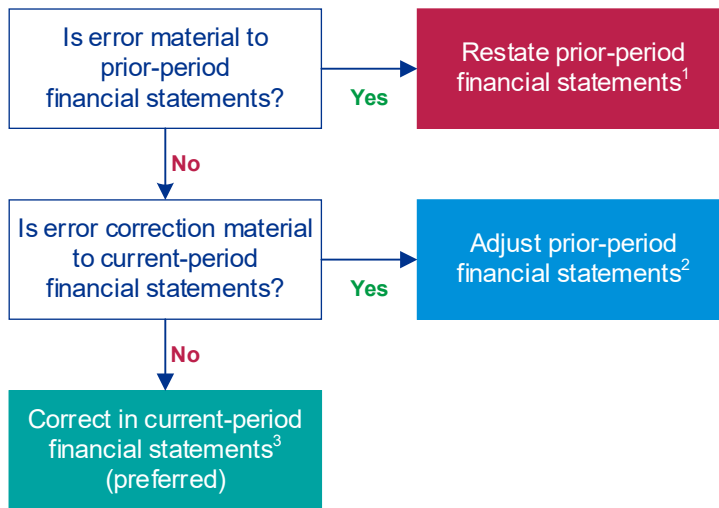 Is error material to
prior-period
financial statements?
Yes
Restate prior-period
financial statements¹
No
Is error correction material
to current-period
financial statements?
Yes
Adjust prior-period
financial statements²
No
Correct in current-period
financial statements³
(preferred)